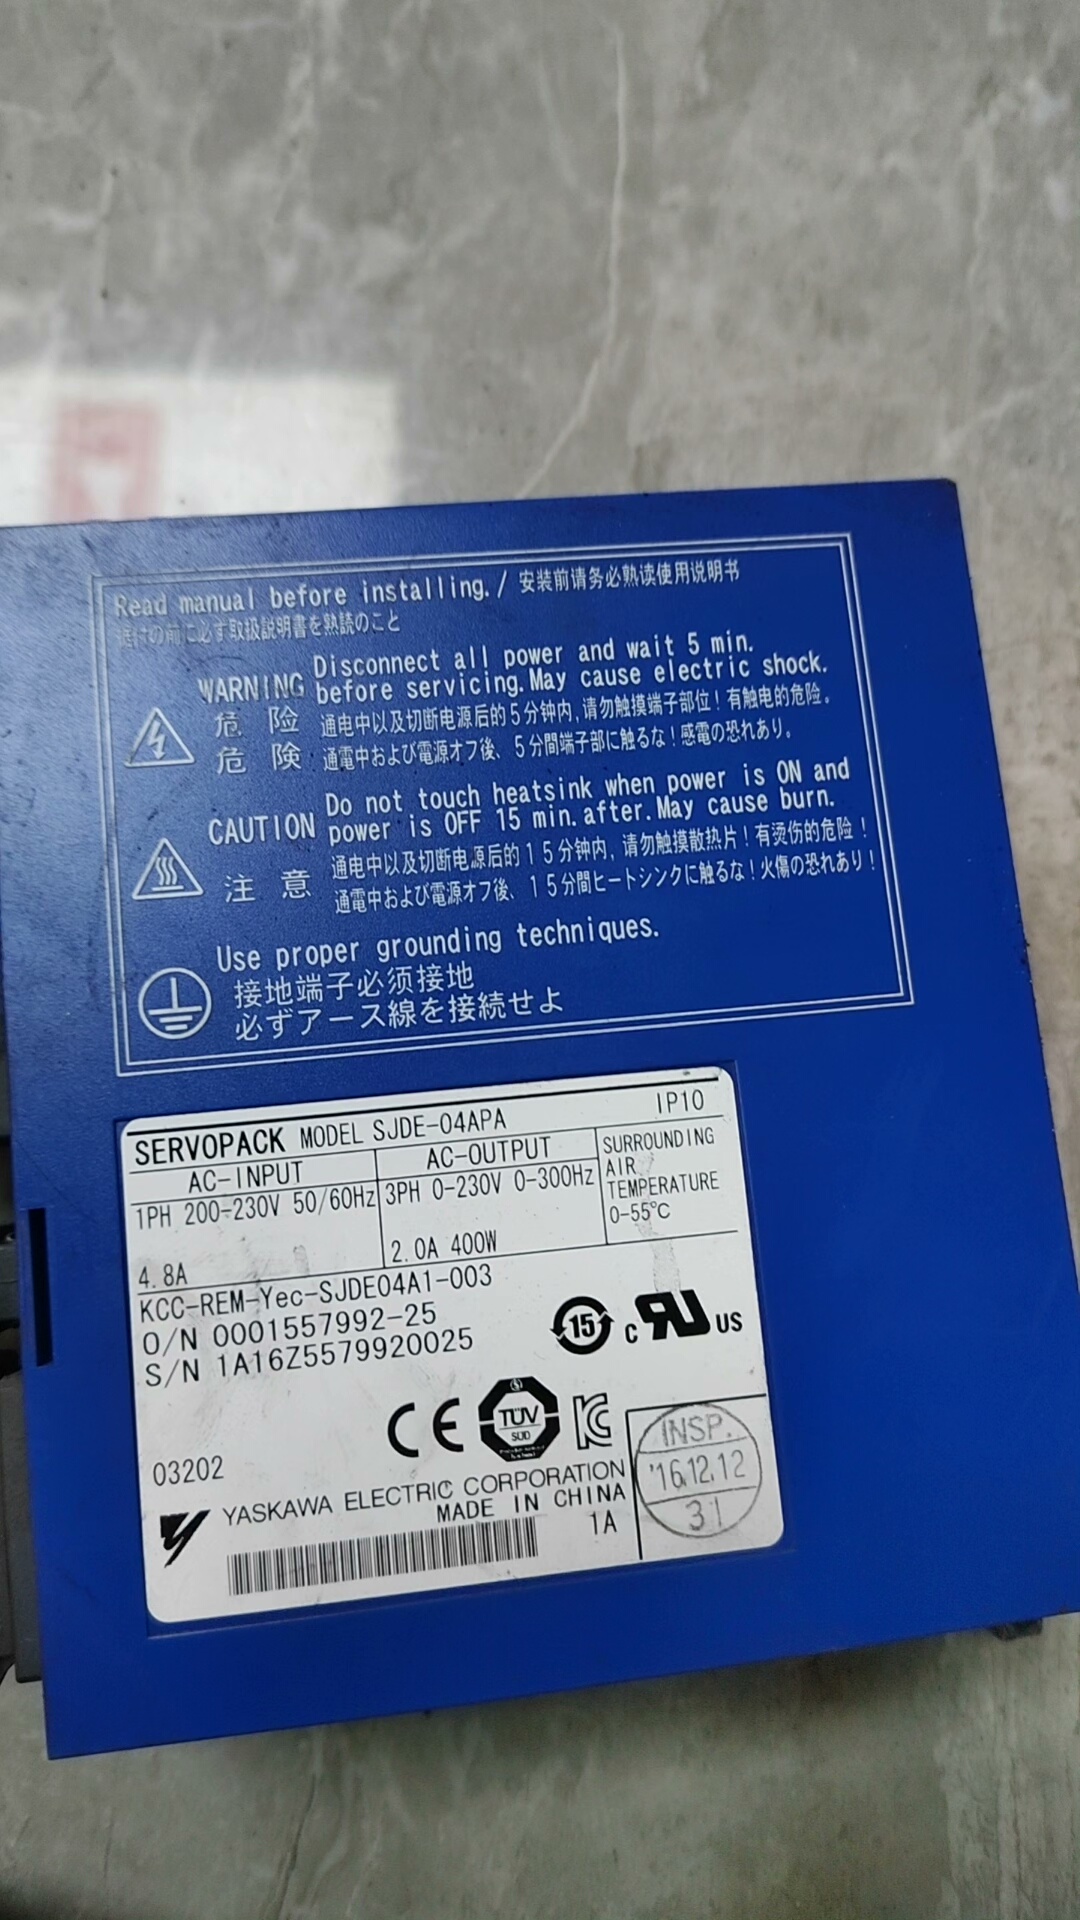 Read manual before installing. / 安装前请务必熟读使用说明书
据付の前に必ず取扱説明書を熟読のこと
WARNING Disconnect all power and wait 5 min.
before servicing. May cause electric shock.
危 险 通电中以及切断电源后的5分钟内,请勿触摸端子部位！有触电的危险。
危 険 通電中および電源オフ後、5分間端子部に触るな！感電の恐れあり。
CAUTION Do not touch heatsink when power is ON and
power is OFF 15 min. after. May cause burn.
注 意 通电中以及切断电源后的15分钟内, 请勿触摸散热片！有烫伤的危险！
通電中および電源オフ後、15分間ヒートシンクに触るな！火傷の恐れあり！
Use proper grounding techniques.
接地端子必须接地
必ずアース線を接続せよ
SERVOPACK MODEL SJDE-04APA IP10
AC-INPUT AC-OUTPUT SURROUNDING
AIR
TEMPERATURE
0-55℃
1PH 200-230V 50/60Hz 3PH 0-230V 0-300Hz
4.8A 2.0A 400W
KCC-REM-Yec-SJDE04A1-003
O/N 0001557992-25
S/N 1A16Z5579920025
15
c RU US
CE TÜV SÜD KC
03202
INSP.
'16.12.12
31
YASKAWA ELECTRIC CORPORATION
MADE IN CHINA
1A